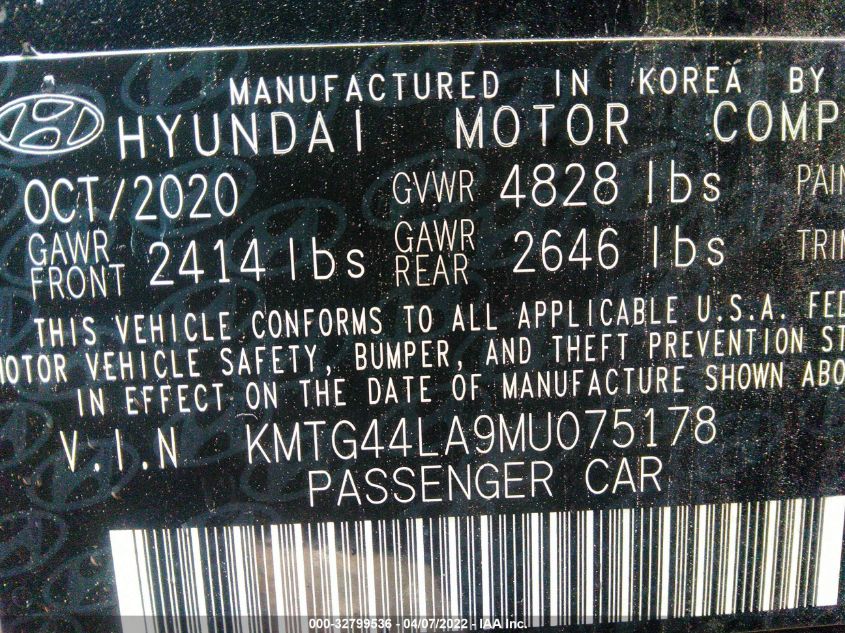 MANUFACTURED IN KOREA BY
HYUNDAI MOTOR COMP
OCT/2020 GVWR 4828 lbs PAIN
GAWR FRONT 2414 lbs GAWR REAR 2646 lbs TRIM
THIS VEHICLE CONFORMS TO ALL APPLICABLE U.S.A. FED
MOTOR VEHICLE SAFETY, BUMPER, AND THEFT PREVENTION ST
IN EFFECT ON THE DATE OF MANUFACTURE SHOWN ABO
V.I.N KMTG44LA9MU075178
PASSENGER CAR
000-32799536 - 04/07/2022 - IAA Inc.